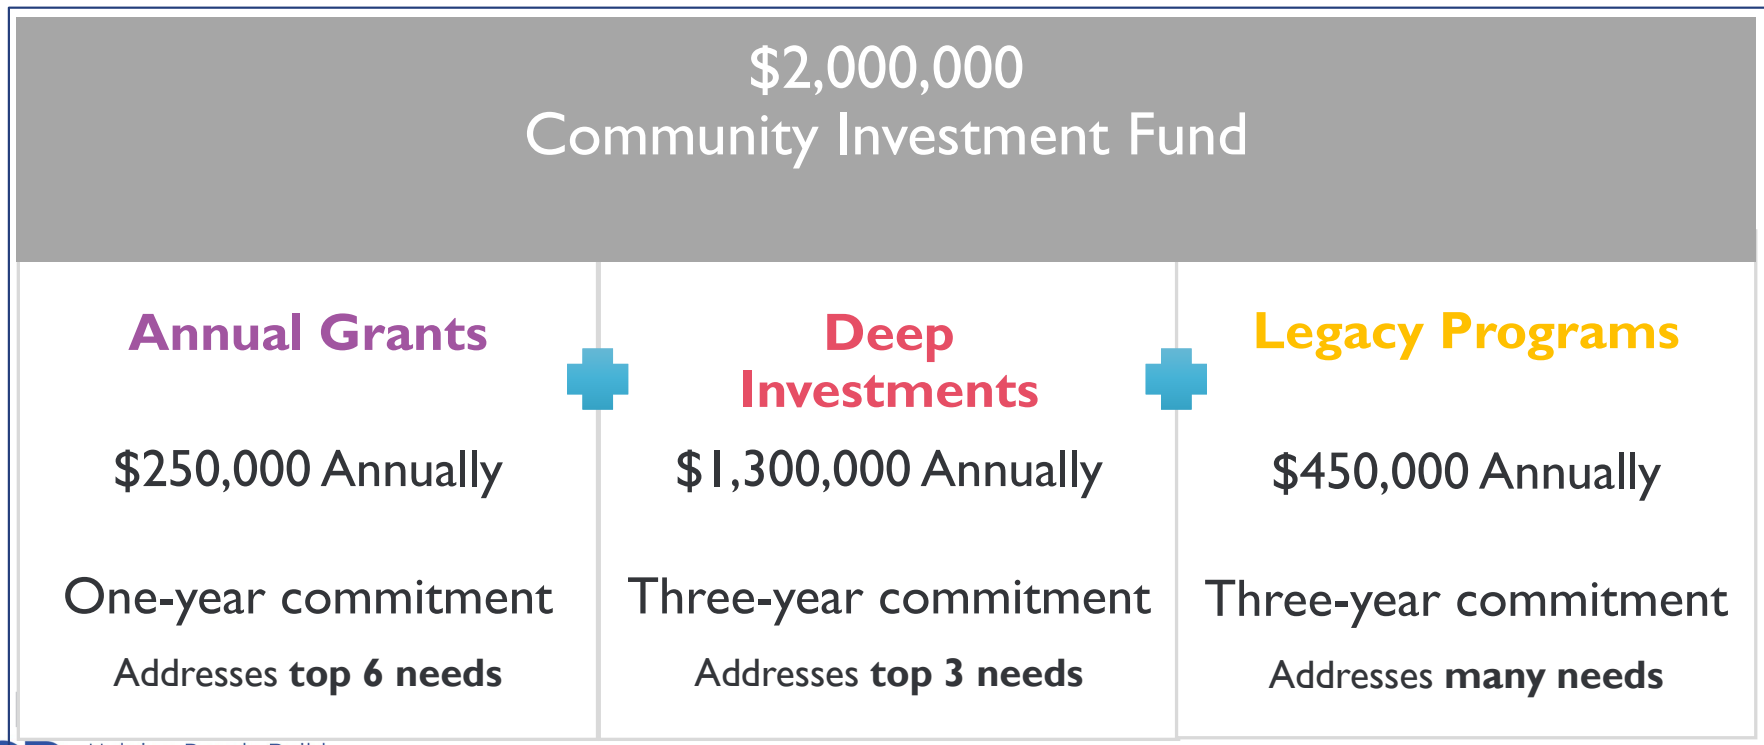 $2,000,000
Community Investment Fund
Annual Grants
$250,000 Annually
One-year commitment
Addresses top 6 needs
Deep
Investments
$1,300,000 Annually
Three-year commitment
Addresses top 3 needs
Legacy Programs
$450,000 Annually
Three-year commitment
Addresses many needs